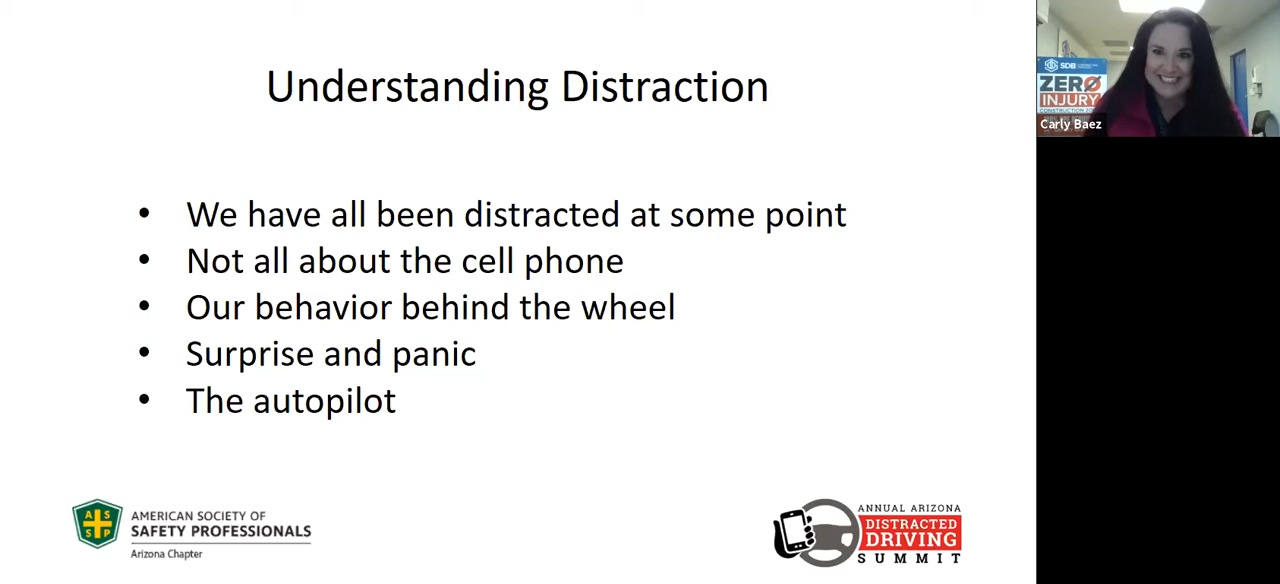 Understanding Distraction
• We have all been distracted at some point
• Not all about the cell phone
• Our behavior behind the wheel
• Surprise and panic
• The autopilot
A S
S P
AMERICAN SOCIETY OF
SAFETY PROFESSIONALS
Arizona Chapter
ANNUAL ARIZONA
DISTRACTED
DRIVING
SUMMIT
SDB
ZERO
INJURY
Carly Baez